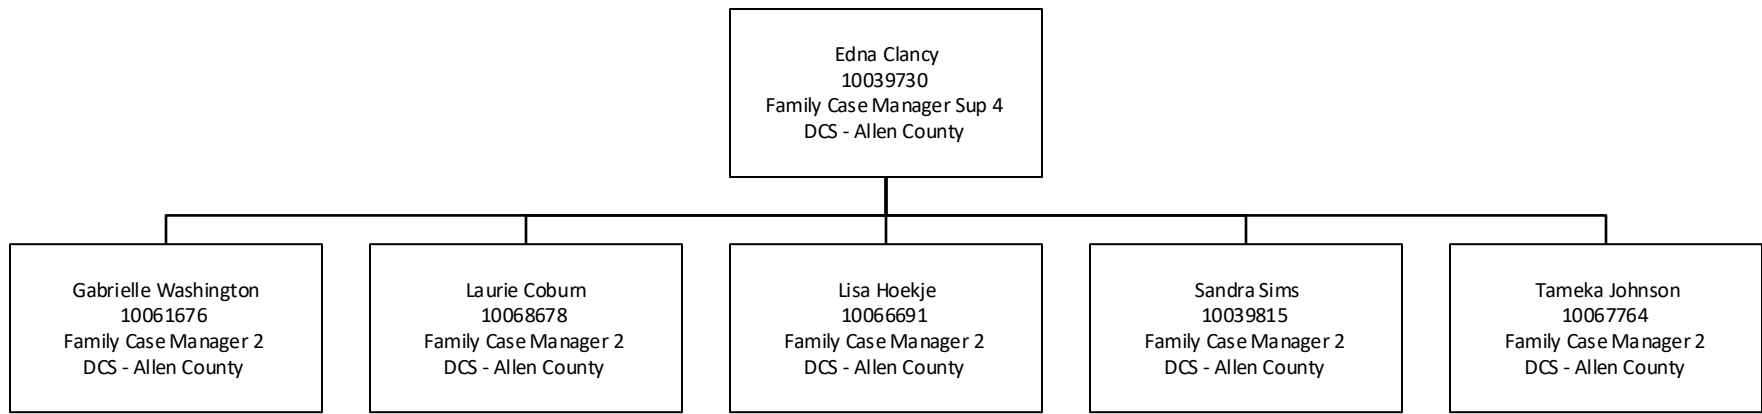 Edna Clancy
10039730
Family Case Manager Sup 4
DCS - Allen County
Gabrielle Washington
10061676
Family Case Manager 2
DCS - Allen County
Laurie Coburn
10068678
Family Case Manager 2
DCS - Allen County
Lisa Hoekje
10066691
Family Case Manager 2
DCS - Allen County
Sandra Sims
10039815
Family Case Manager 2
DCS - Allen County
Tameka Johnson
10067764
Family Case Manager 2
DCS - Allen County